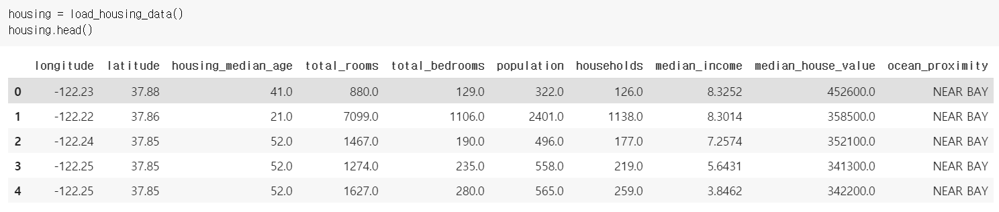 housing = load_housing_data()
housing.head()
longitude latitude housing_median_age total_rooms total_bedrooms population households median_income median_house_value ocean_proximity
0 -122.23 37.88 41.0 880.0 129.0 322.0 126.0 8.3252 452600.0 NEAR BAY
1 -122.22 37.86 21.0 7099.0 1106.0 2401.0 1138.0 8.3014 358500.0 NEAR BAY
2 -122.24 37.85 52.0 1467.0 190.0 496.0 177.0 7.2574 352100.0 NEAR BAY
3 -122.25 37.85 52.0 1274.0 235.0 558.0 219.0 5.6431 341300.0 NEAR BAY
4 -122.25 37.85 52.0 1627.0 280.0 565.0 259.0 3.8462 342200.0 NEAR BAY